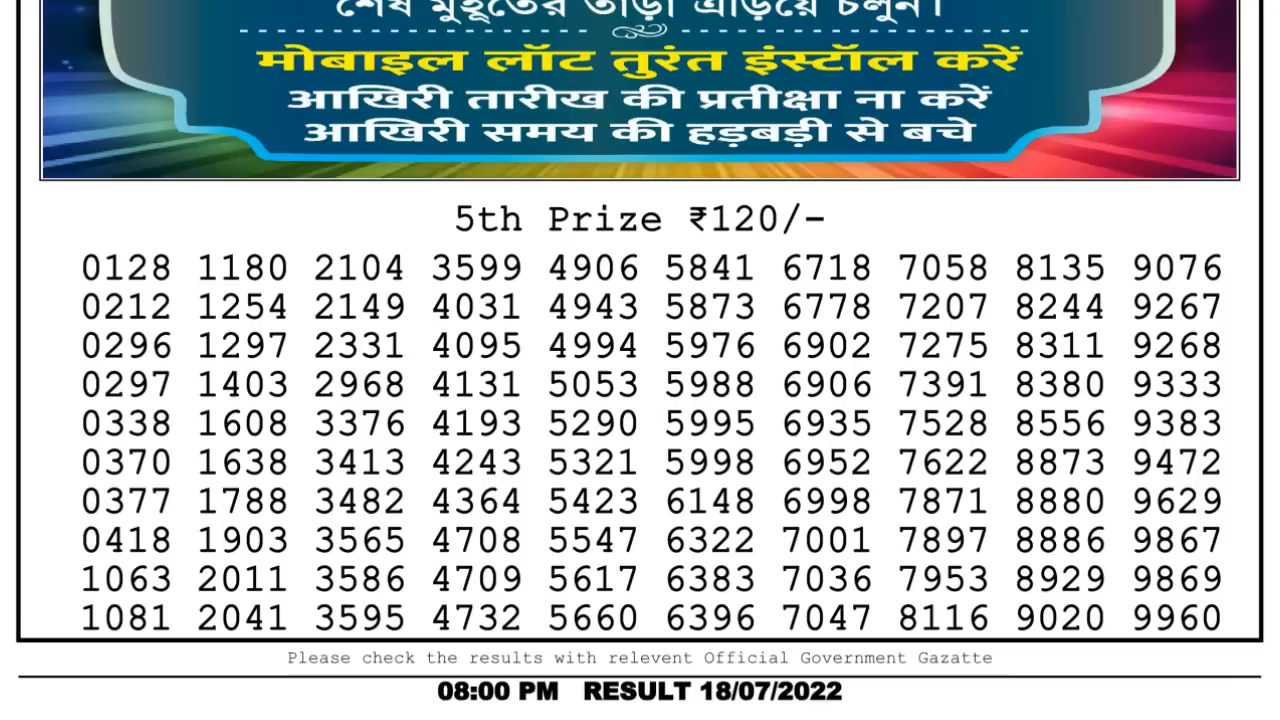 শেষ মুহূর্তের তাড়া এড়িয়ে চলুন।
मोबाइल लॉट तुरंत इंस्टॉल करें
आखिरी तारीख की प्रतीक्षा ना करें
आखिरी समय की हड़बड़ी से बचे
5th Prize ₹120/-
0128 1180 2104 3599 4906 5841 6718 7058 8135 9076
0212 1254 2149 4031 4943 5873 6778 7207 8244 9267
0296 1297 2331 4095 4994 5976 6902 7275 8311 9268
0297 1403 2968 4131 5053 5988 6906 7391 8380 9333
0338 1608 3376 4193 5290 5995 6935 7528 8556 9383
0370 1638 3413 4243 5321 5998 6952 7622 8873 9472
0377 1788 3482 4364 5423 6148 6998 7871 8880 9629
0418 1903 3565 4708 5547 6322 7001 7897 8886 9867
1063 2011 3586 4709 5617 6383 7036 7953 8929 9869
1081 2041 3595 4732 5660 6396 7047 8116 9020 9960
Please check the results with relevent Official Government Gazatte
08:00 PM RESULT 18/07/2022